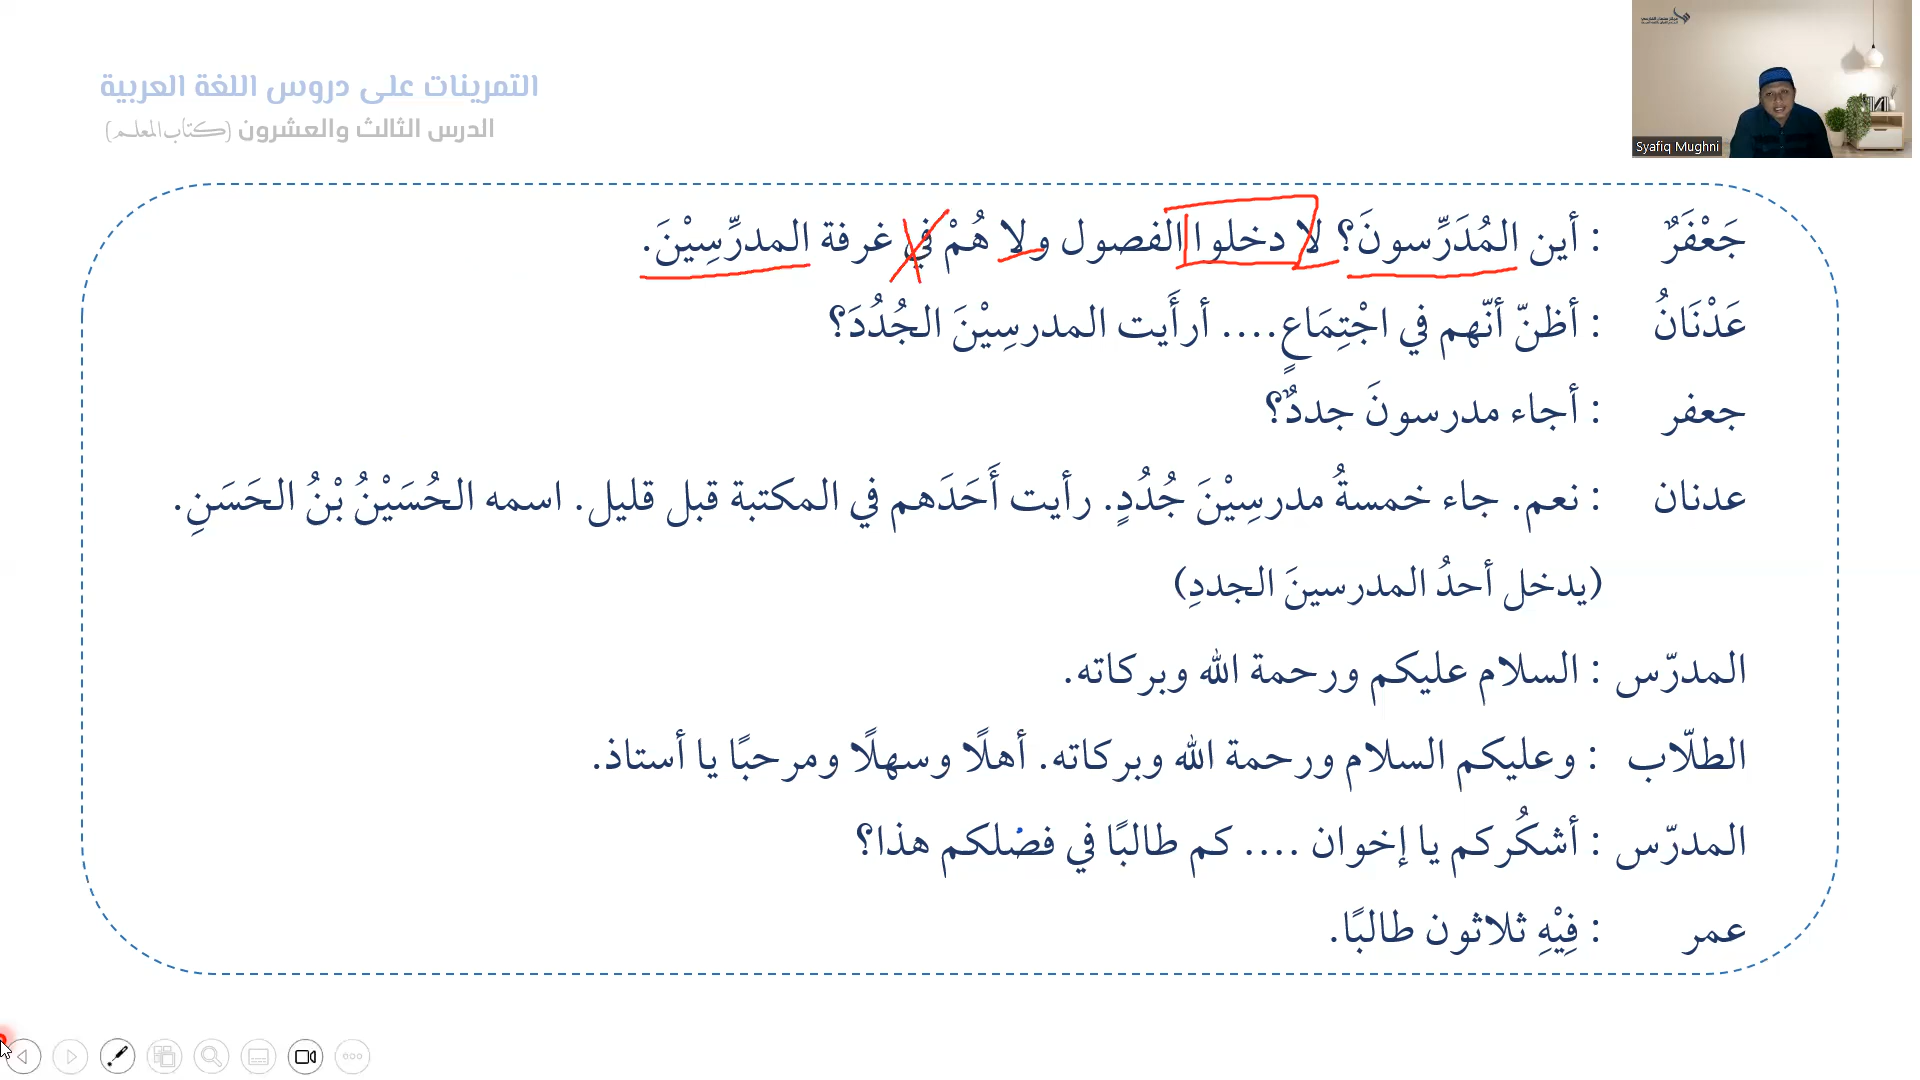 التمرينات على دروس اللغة العربية
الدرس الثالث والعشرون (كتاب المعلم)
Syafiq Mughni
جَعْفَرٌ : أين المُدَرِّسونَ؟ لا دخلوا الفصول ولا هُمْ في غرفة المدرِّسِيْنَ.
عَدْنَانُ : أظنّ أنّهم في اجْتِمَاعٍ.... أرأَيت المدرسِيْنَ الجُدُدَ؟
جعفر : أجاء مدرسونَ جددٌ؟
عدنان : نعم. جاء خمسةُ مدرسِيْنَ جُدُدٍ. رأيت أَحَدَهم في المكتبة قبل قليل. اسمه الحُسَيْنُ بْنُ الحَسَنِ.
(يدخل أحدُ المدرسينَ الجددِ)
المدرّس : السلام عليكم ورحمة الله وبركاته.
الطلّاب : وعليكم السلام ورحمة الله وبركاته. أهلًا وسهلًا ومرحبًا يا أستاذ.
المدرّس : أشكُركم يا إخوان .... كم طالبًا في فصلكم هذا؟
عمر : فِيْهِ ثلاثون طالبًا.